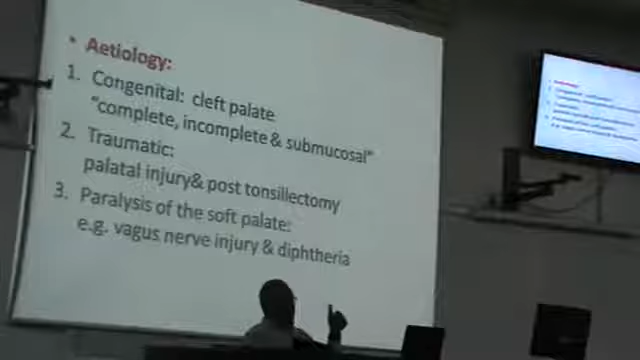 • Aetiology:
1. Congenital: cleft palate
"complete, incomplete & submucosal"
2. Traumatic:
palatal injury& post tonsillectomy
3. Paralysis of the soft palate:
e.g. vagus nerve injury & diphtheria